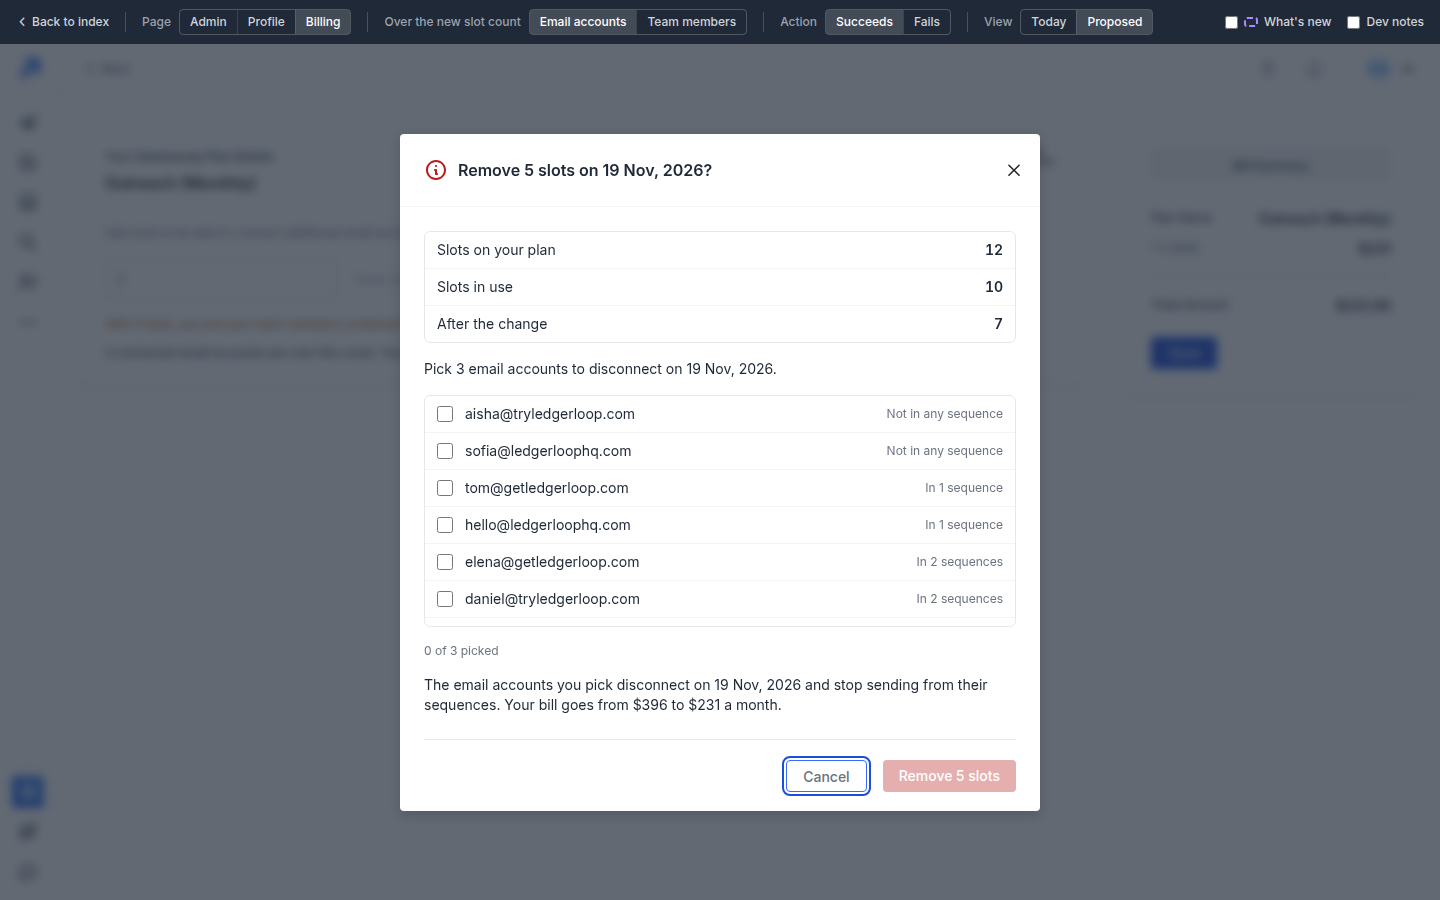 Back to index
Page
Admin
Profile
Billing
Over the new slot count
Email accounts
Team members
Action
Succeeds
Fails
View
Today
Proposed
What's new
Dev notes
Remove 5 slots on 19 Nov, 2026?
Slots on your plan 12
Slots in use 10
After the change 7
Pick 3 email accounts to disconnect on 19 Nov, 2026.
aisha@tryledgerloop.com Not in any sequence
sofia@ledgerloophq.com Not in any sequence
tom@getledgerloop.com In 1 sequence
hello@ledgerloophq.com In 1 sequence
elena@getledgerloop.com In 2 sequences
daniel@tryledgerloop.com In 2 sequences
0 of 3 picked
The email accounts you pick disconnect on 19 Nov, 2026 and stop sending from their
sequences. Your bill goes from $396 to $231 a month.
Cancel
Remove 5 slots